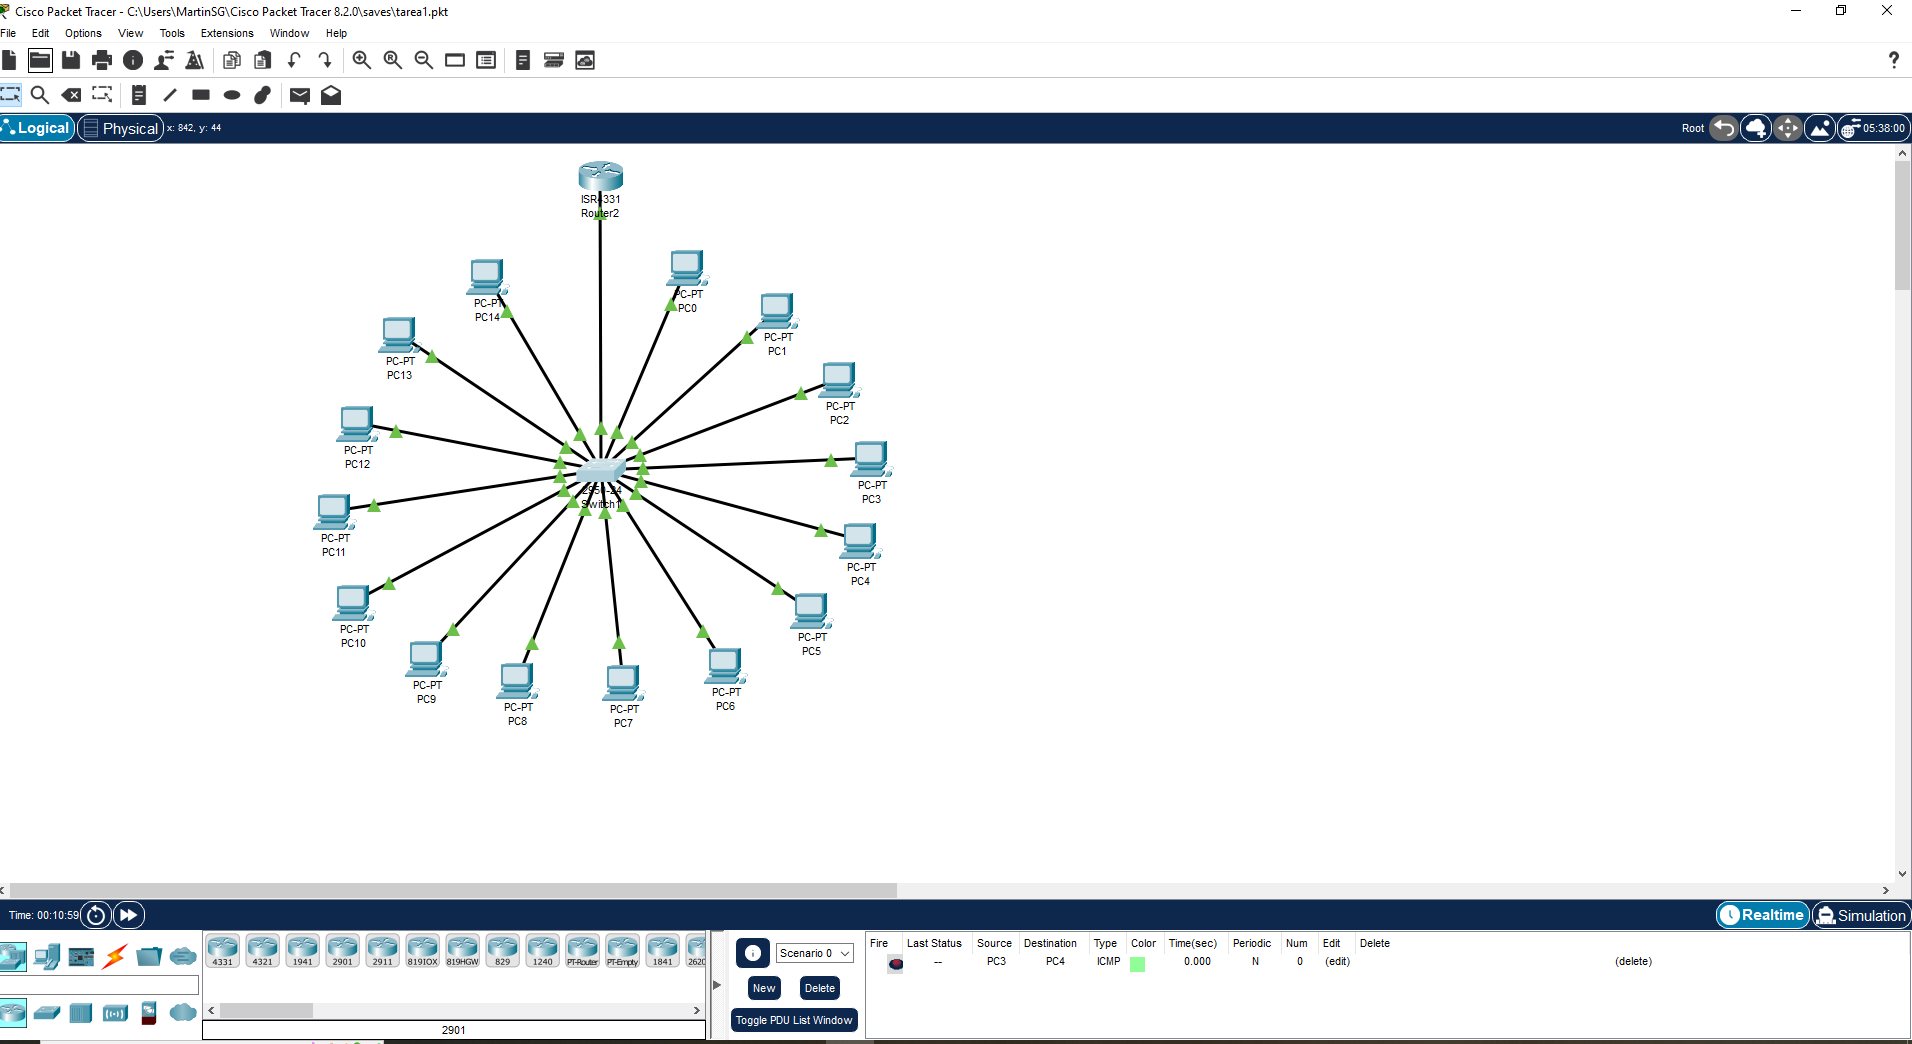 Cisco Packet Tracer - C:\Users\MartinSG\Cisco Packet Tracer 8.2.0\saves\tarea1.pkt
File Edit Options View Tools Extensions Window Help
?
Logical Physical x: 842, y: 44 Root 05:38:00
ISR4331
Router2
PC-PT
PC14
PC-PT
PC0
PC-PT
PC13
PC-PT
PC1
PC-PT
PC12
PC-PT
PC2
PC-PT
PC11
PC-PT
PC3
2950-24
Switch1
PC-PT
PC10
PC-PT
PC4
PC-PT
PC9
PC-PT
PC5
PC-PT
PC8
PC-PT
PC7
PC-PT
PC6
Time: 00:10:59 Realtime Simulation
4331 4321 1941 2901 2911 819IOX 819HGW 829 1240 PT-Router PT-Empty 1841 2620
2901
Scenario 0
New Delete
Toggle PDU List Window
Fire Last Status Source Destination Type Color Time(sec) Periodic Num Edit Delete
-- PC3 PC4 ICMP 0.000 N 0 (edit) (delete)